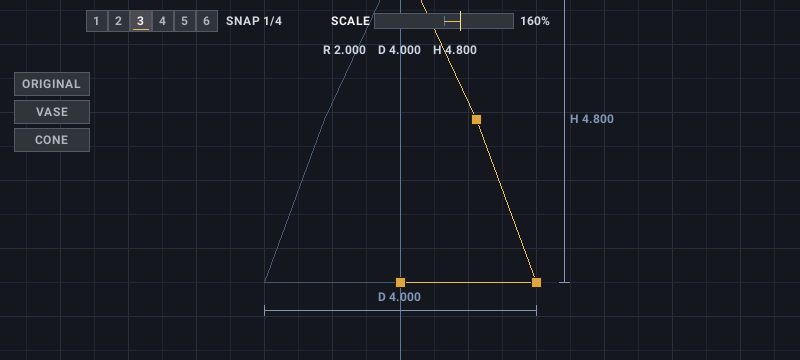 1 2 3 4 5 6 SNAP 1/4 SCALE 160%
R 2.000 D 4.000 H 4.800
ORIGINAL
VASE
CONE
H 4.800
D 4.000